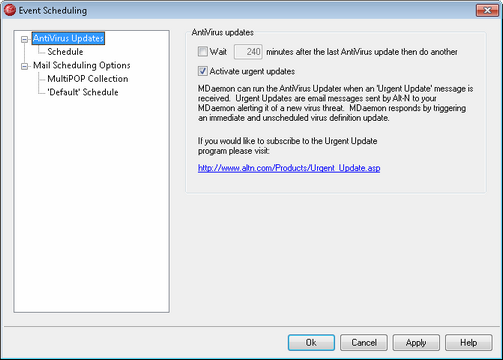 Event Scheduling
AntiVirus Updates
Schedule
Mail Scheduling Options
MultiPOP Collection
'Default' Schedule
AntiVirus updates
Wait 240 minutes after the last AntiVirus update then do another
Activate urgent updates
MDaemon can run the AntiVirus Updater when an 'Urgent Update' message is
received. Urgent Updates are email messages sent by Alt-N to your
MDaemon alerting it of a new virus threat. MDaemon responds by triggering
an immediate and unscheduled virus definition update.
If you would like to subscribe to the Urgent Update
program please visit:
http://www.altn.com/Products/Urgent_Update.asp
Ok
Cancel
Apply
Help